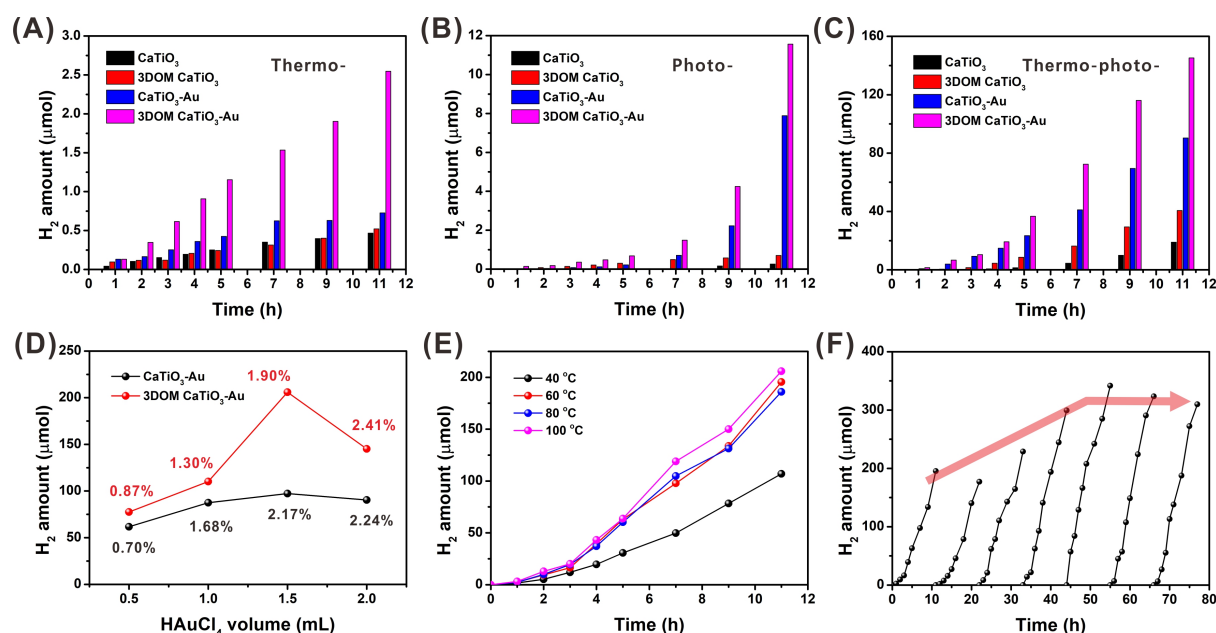 (A)
3.0
2.5
2.0
1.5
1.0
0.5
0.0
H₂ amount (μmol)
CaTiO₃
3DOM CaTiO₃
CaTiO₃-Au
3DOM CaTiO₃-Au
Thermo-
0 1 2 3 4 5 6 7 8 9 10 11 12
Time (h)
(B)
12
10
8
6
4
2
0
H₂ amount (μmol)
CaTiO₃
3DOM CaTiO₃
CaTiO₃-Au
3DOM CaTiO₃-Au
Photo-
0 1 2 3 4 5 6 7 8 9 10 11 12
Time (h)
(C)
160
120
80
40
0
H₂ amount (μmol)
CaTiO₃
3DOM CaTiO₃
CaTiO₃-Au
3DOM CaTiO₃-Au
Thermo-photo-
0 1 2 3 4 5 6 7 8 9 10 11 12
Time (h)
(D)
250
200
150
100
50
0
H₂ amount (μmol)
CaTiO₃-Au
3DOM CaTiO₃-Au
1.90%
2.41%
1.30%
0.87%
0.70%
1.68%
2.17%
2.24%
0.5 1.0 1.5 2.0
HAuCl₄ volume (mL)
(E)
200
150
100
50
0
H₂ amount (μmol)
40 °C
60 °C
80 °C
100 °C
0 2 4 6 8 10 12
Time (h)
(F)
400
300
200
100
0
H₂ amount (μmol)
0 10 20 30 40 50 60 70 80
Time (h)